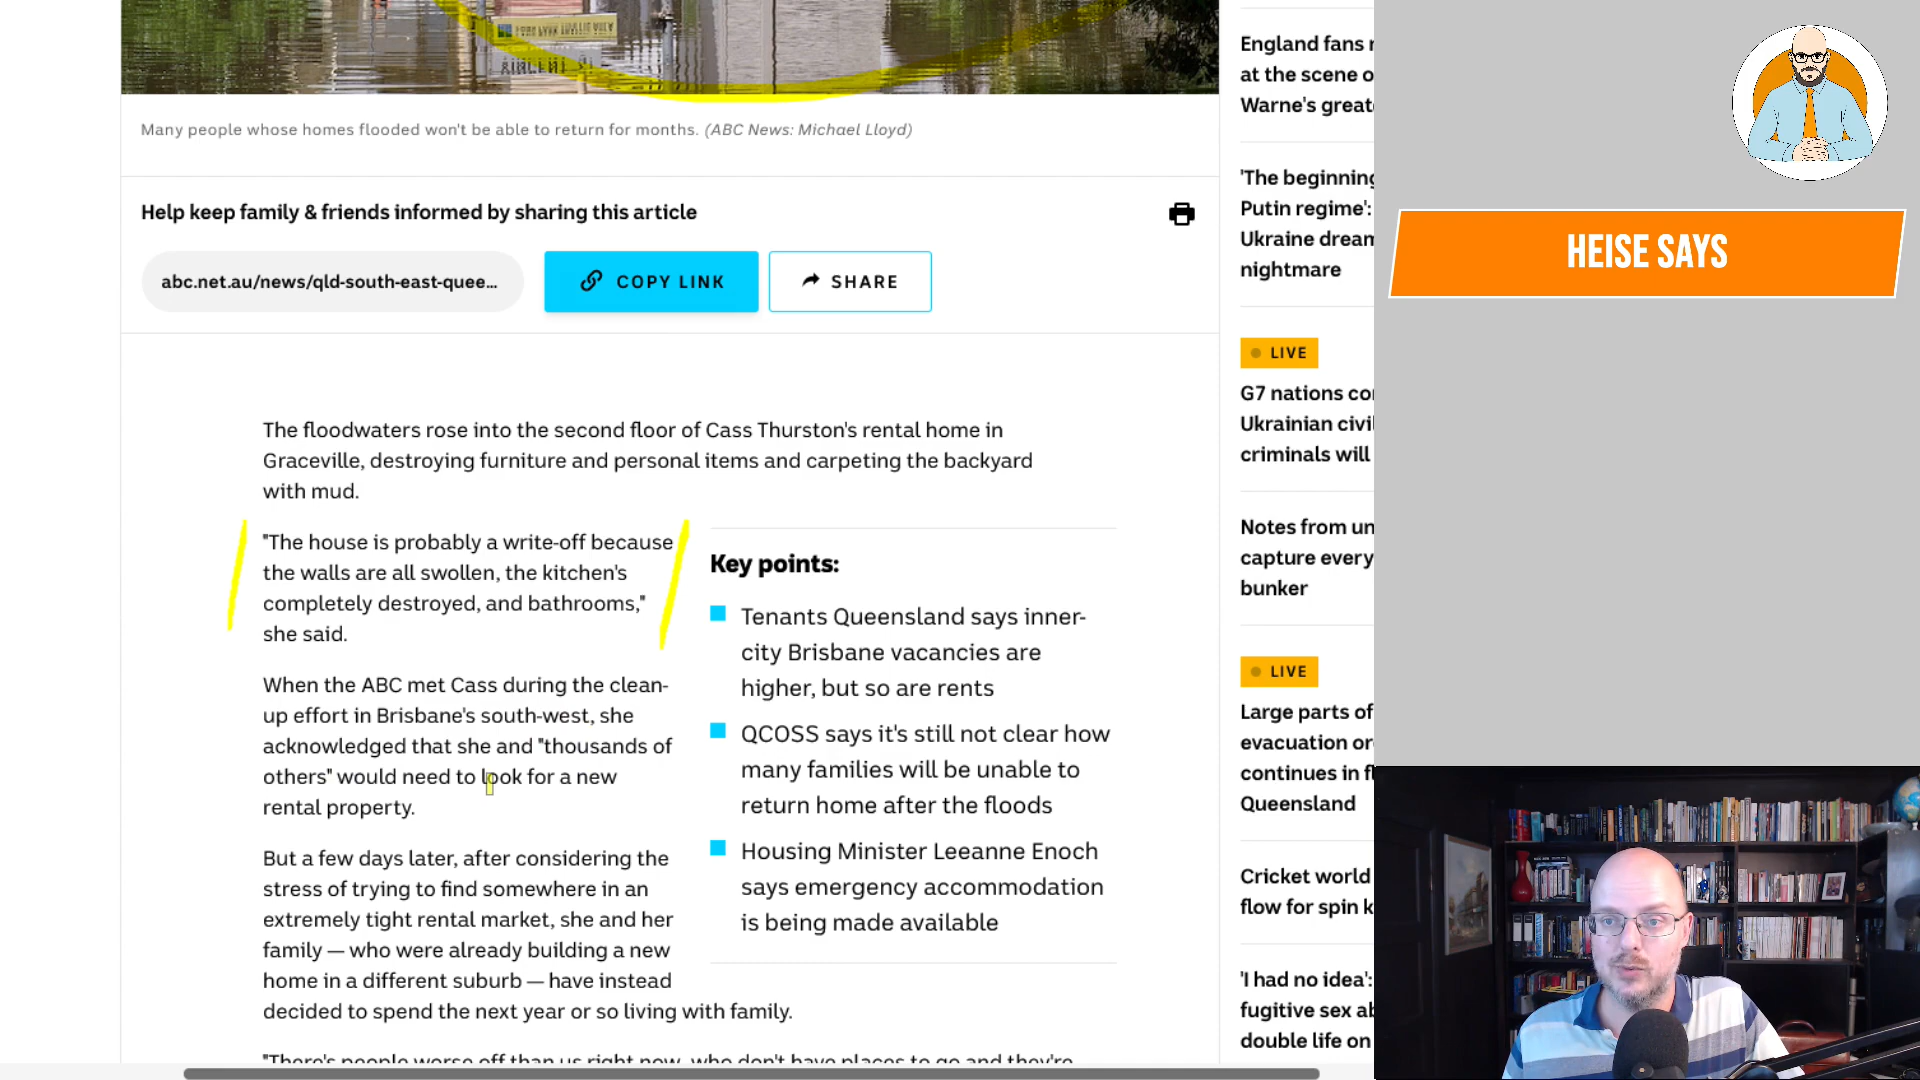 Many people whose homes flooded won't be able to return for months. (ABC News: Michael Lloyd)
Help keep family & friends informed by sharing this article
abc.net.au/news/qld-south-east-quee...
COPY LINK
SHARE
The floodwaters rose into the second floor of Cass Thurston's rental home in
Graceville, destroying furniture and personal items and carpeting the backyard
with mud.
"The house is probably a write-off because
the walls are all swollen, the kitchen's
completely destroyed, and bathrooms,"
she said.
When the ABC met Cass during the clean-
up effort in Brisbane's south-west, she
acknowledged that she and "thousands of
others" would need to look for a new
rental property.
But a few days later, after considering the
stress of trying to find somewhere in an
extremely tight rental market, she and her
family — who were already building a new
home in a different suburb — have instead
decided to spend the next year or so living with family.
"There's people worse off than us right now, who don't have places to go and they're
Key points:
Tenants Queensland says inner-
city Brisbane vacancies are
higher, but so are rents
QCOSS says it's still not clear how
many families will be unable to
return home after the floods
Housing Minister Leeanne Enoch
says emergency accommodation
is being made available
England fans
at the scene o
Warne's great
'The beginning
Putin regime':
Ukraine dream
nightmare
LIVE
G7 nations co
Ukrainian civi
criminals will
Notes from un
capture every
bunker
LIVE
Large parts of
evacuation or
continues in fl
Queensland
Cricket world
flow for spin k
'I had no idea':
fugitive sex ab
double life on
HEISE SAYS